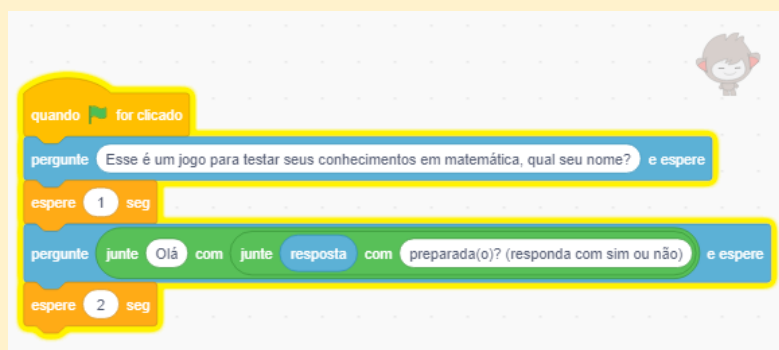 quando for clicado
pergunte Esse é um jogo para testar seus conhecimentos em matemática, qual seu nome? e espere
espere 1 seg
pergunte junte Olá com junte resposta com preparada(o)? (responda com sim ou não) e espere
espere 2 seg